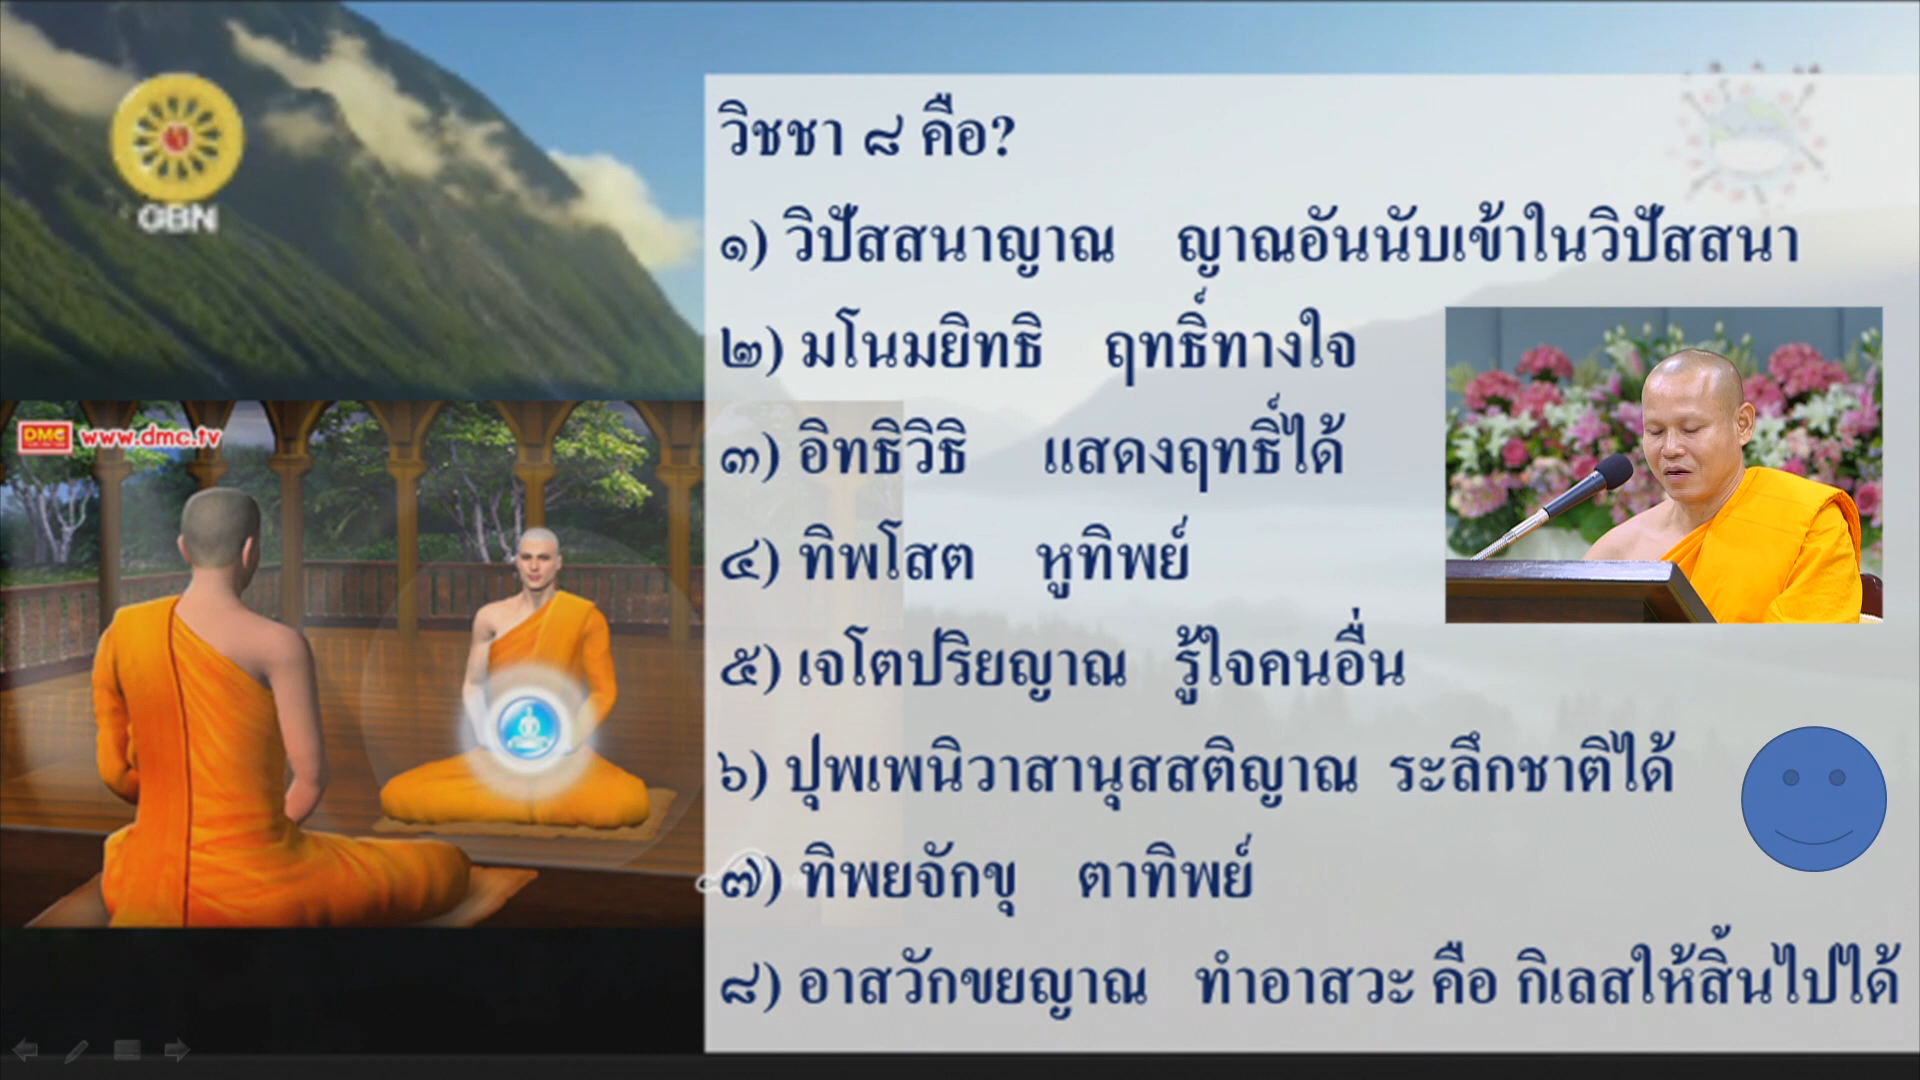 GBN
DMC www.dmc.tv
วิชชา ๘ คือ?
๑) วิปัสสนาญาณ ญาณอันนับเข้าในวิปัสสนา
๒) มโนมยิทธิ ฤทธิ์ทางใจ
๓) อิทธิวิธิ แสดงฤทธิ์ได้
๔) ทิพโสต หูทิพย์
๕) เจโตปริยญาณ รู้ใจคนอื่น
๖) ปุพเพนิวาสานุสสติญาณ ระลึกชาติได้
๗) ทิพยจักขุ ตาทิพย์
๘) อาสวักขยญาณ ทำอาสวะ คือ กิเลสให้สิ้นไปได้